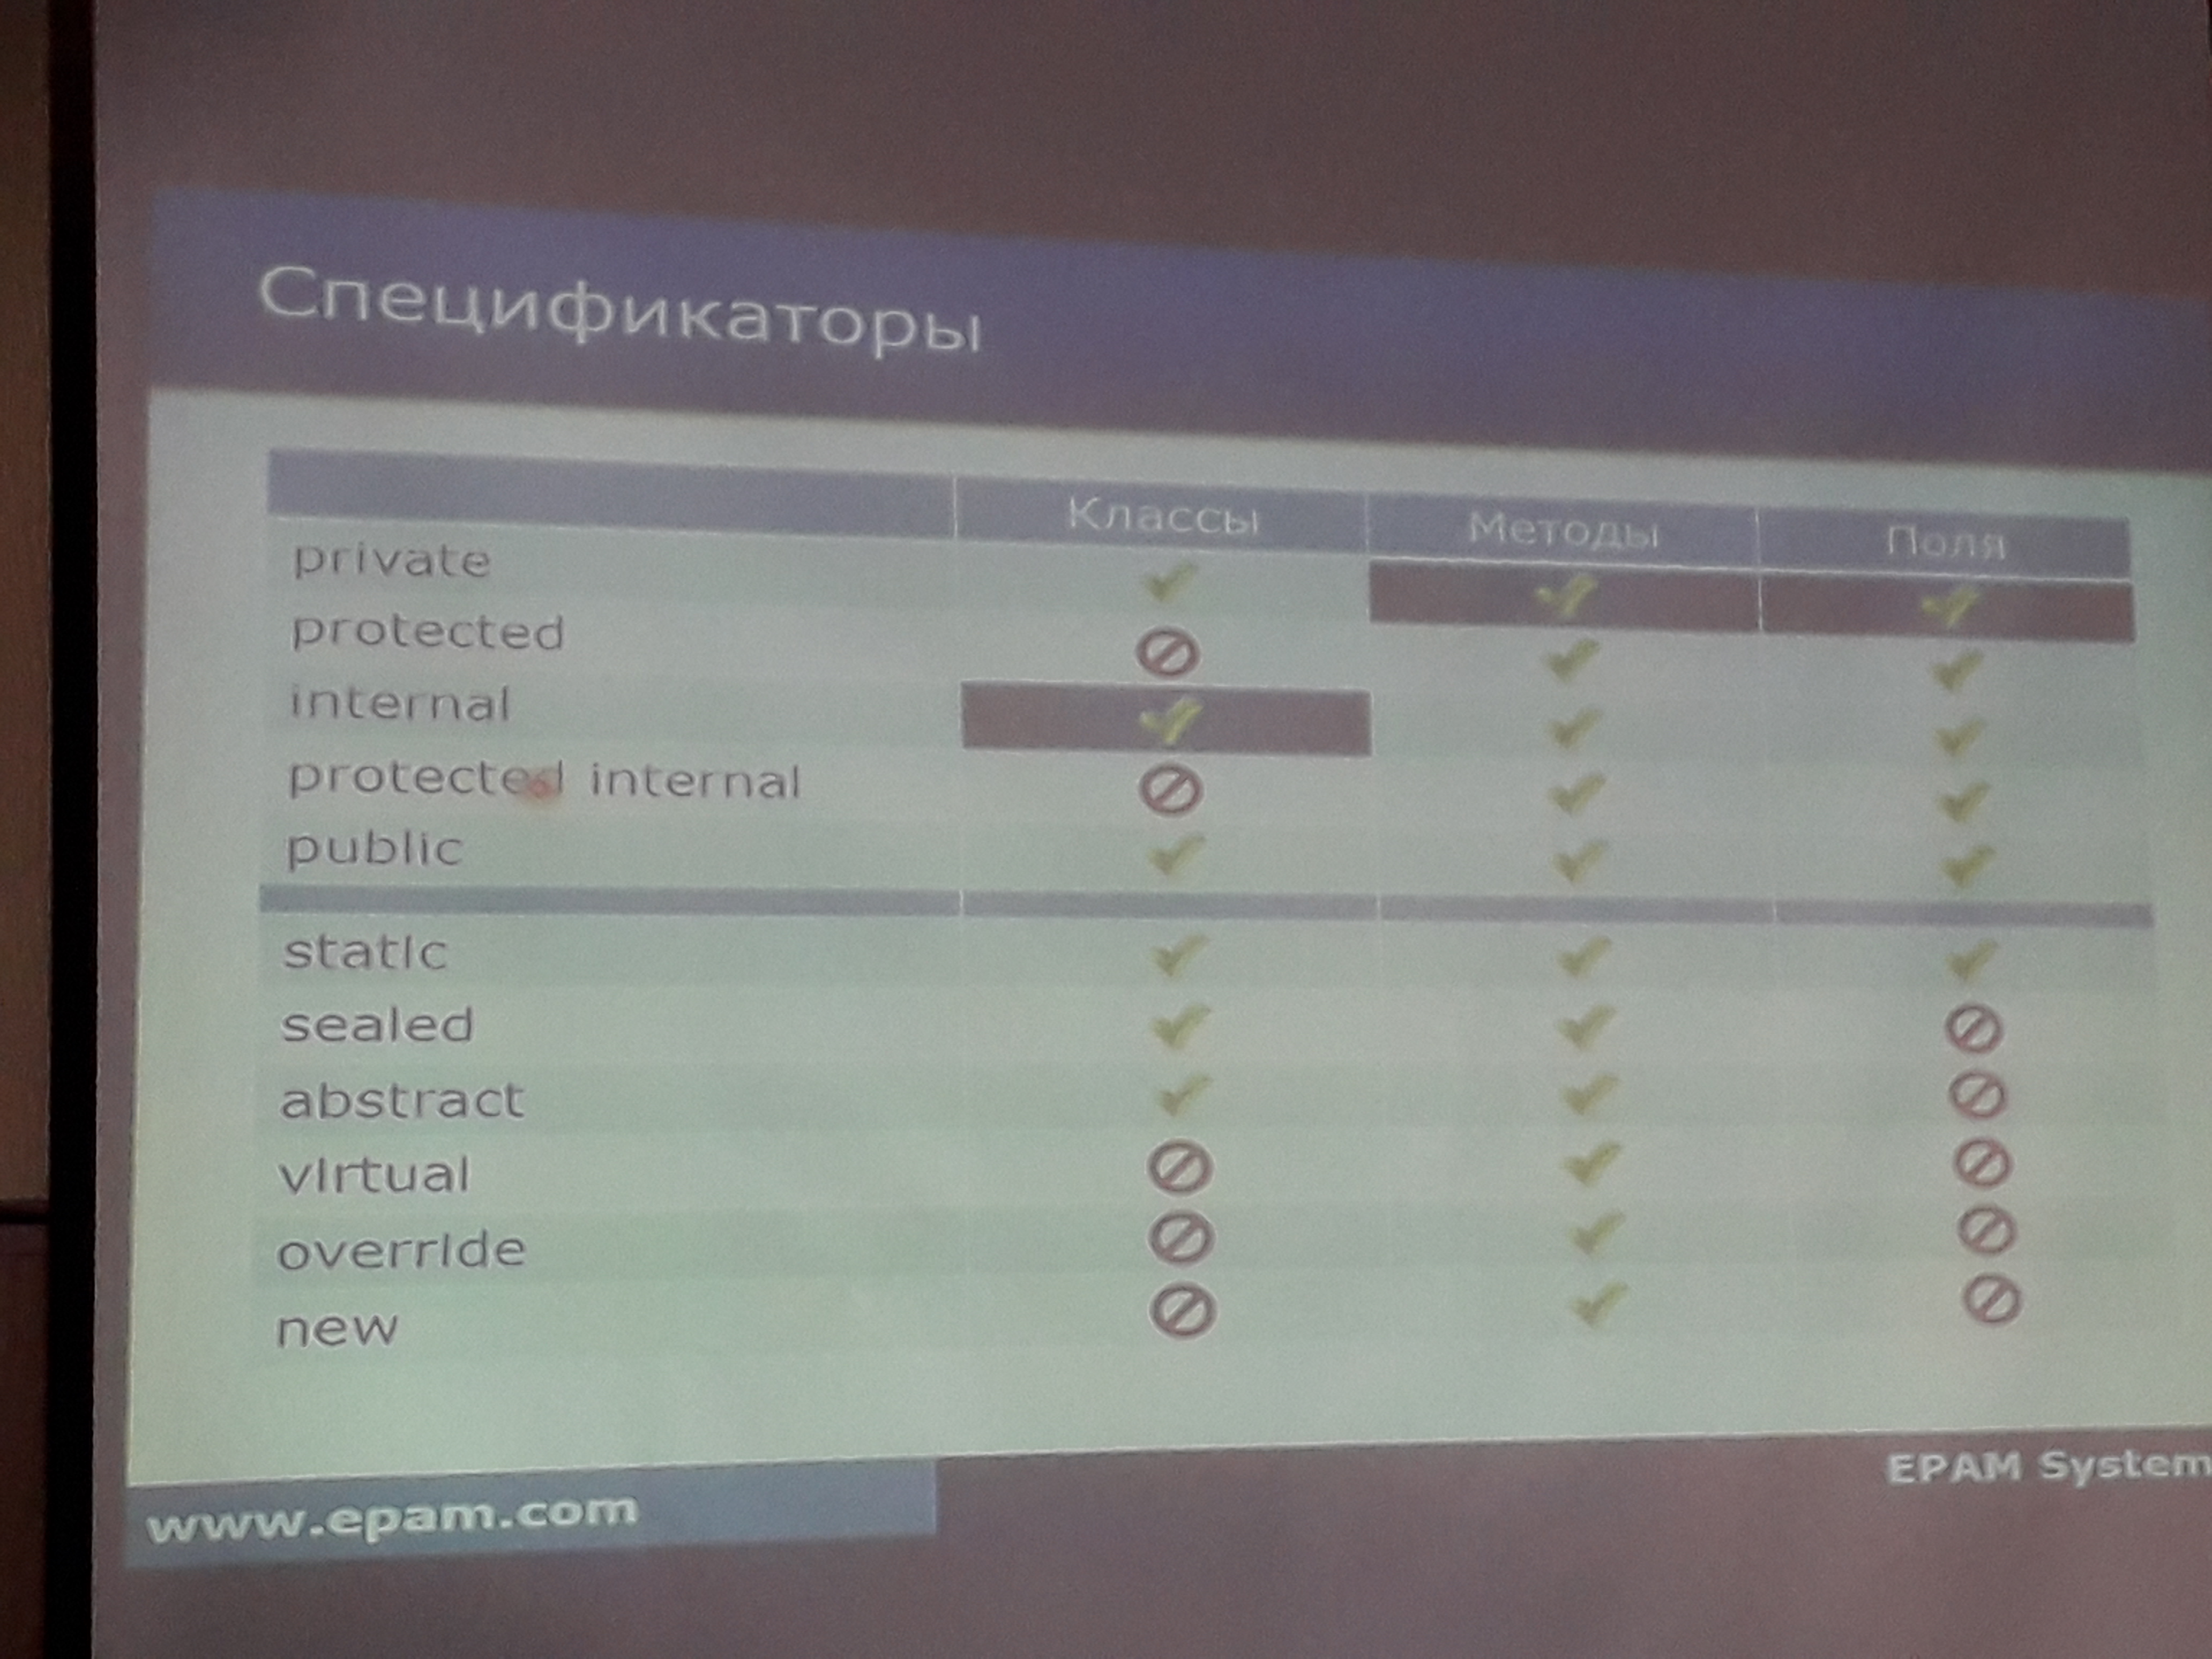 Спецификаторы
Классы Методы Поля
private
protected
internal
protected internal
public
static
sealed
abstract
virtual
override
new
EPAM System
www.epam.com